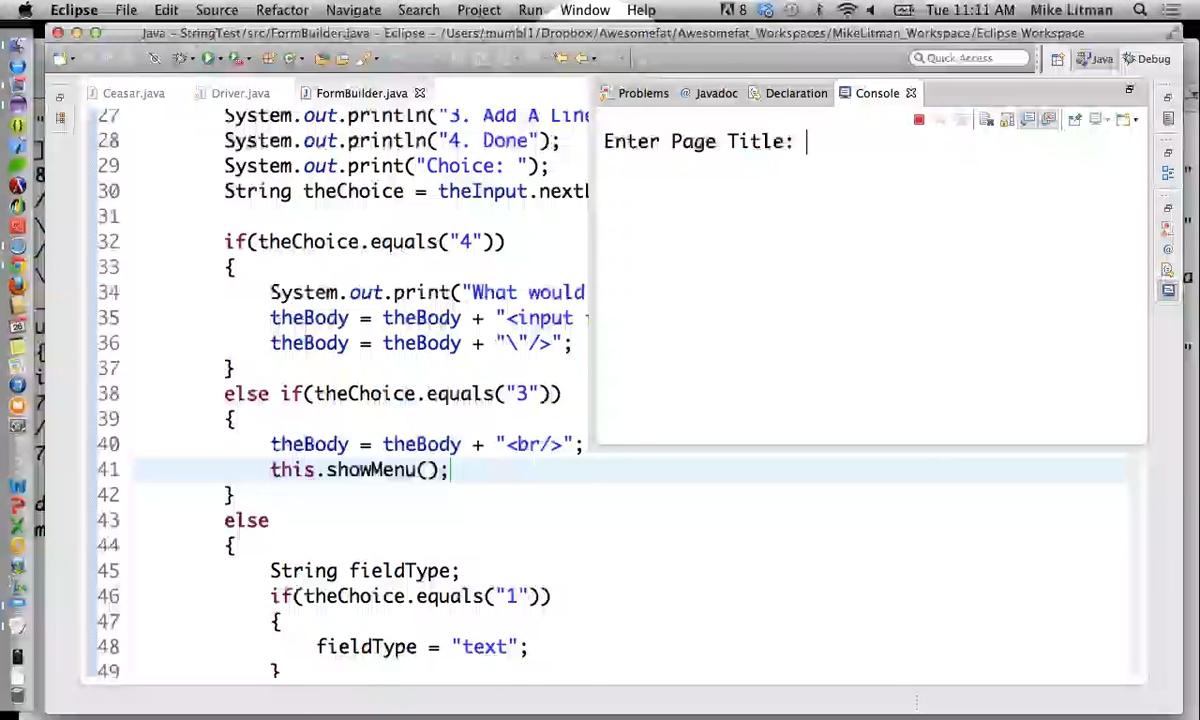 Eclipse File Edit Source Refactor Navigate Search Project Run Window Help 8 Tue 11:11 AM Mike Litman
Java – StringTest/src/FormBuilder.java – Eclipse – /Users/mumbl1/Dropbox/Awesomefat/Awesomefat_Workspaces/MikeLitman_Workspace/Eclipse Workspace
Quick Access Java Debug
Ceasar.java Driver.java FormBuilder.java
Problems @ Javadoc Declaration Console
27 System.out.println("3. Add A Line
28 System.out.println("4. Done");
29 System.out.print("Choice: ");
30 String theChoice = theInput.nextL
31
32 if(theChoice.equals("4"))
33 {
34 System.out.print("What would
35 theBody = theBody + "<input
36 theBody = theBody + "\"/>";
37 }
38 else if(theChoice.equals("3"))
39 {
40 theBody = theBody + "<br/>";
41 this.showMenu();
42 }
43 else
44 {
45 String fieldType;
46 if(theChoice.equals("1"))
47 {
48 fieldType = "text";
49 }
Enter Page Title: